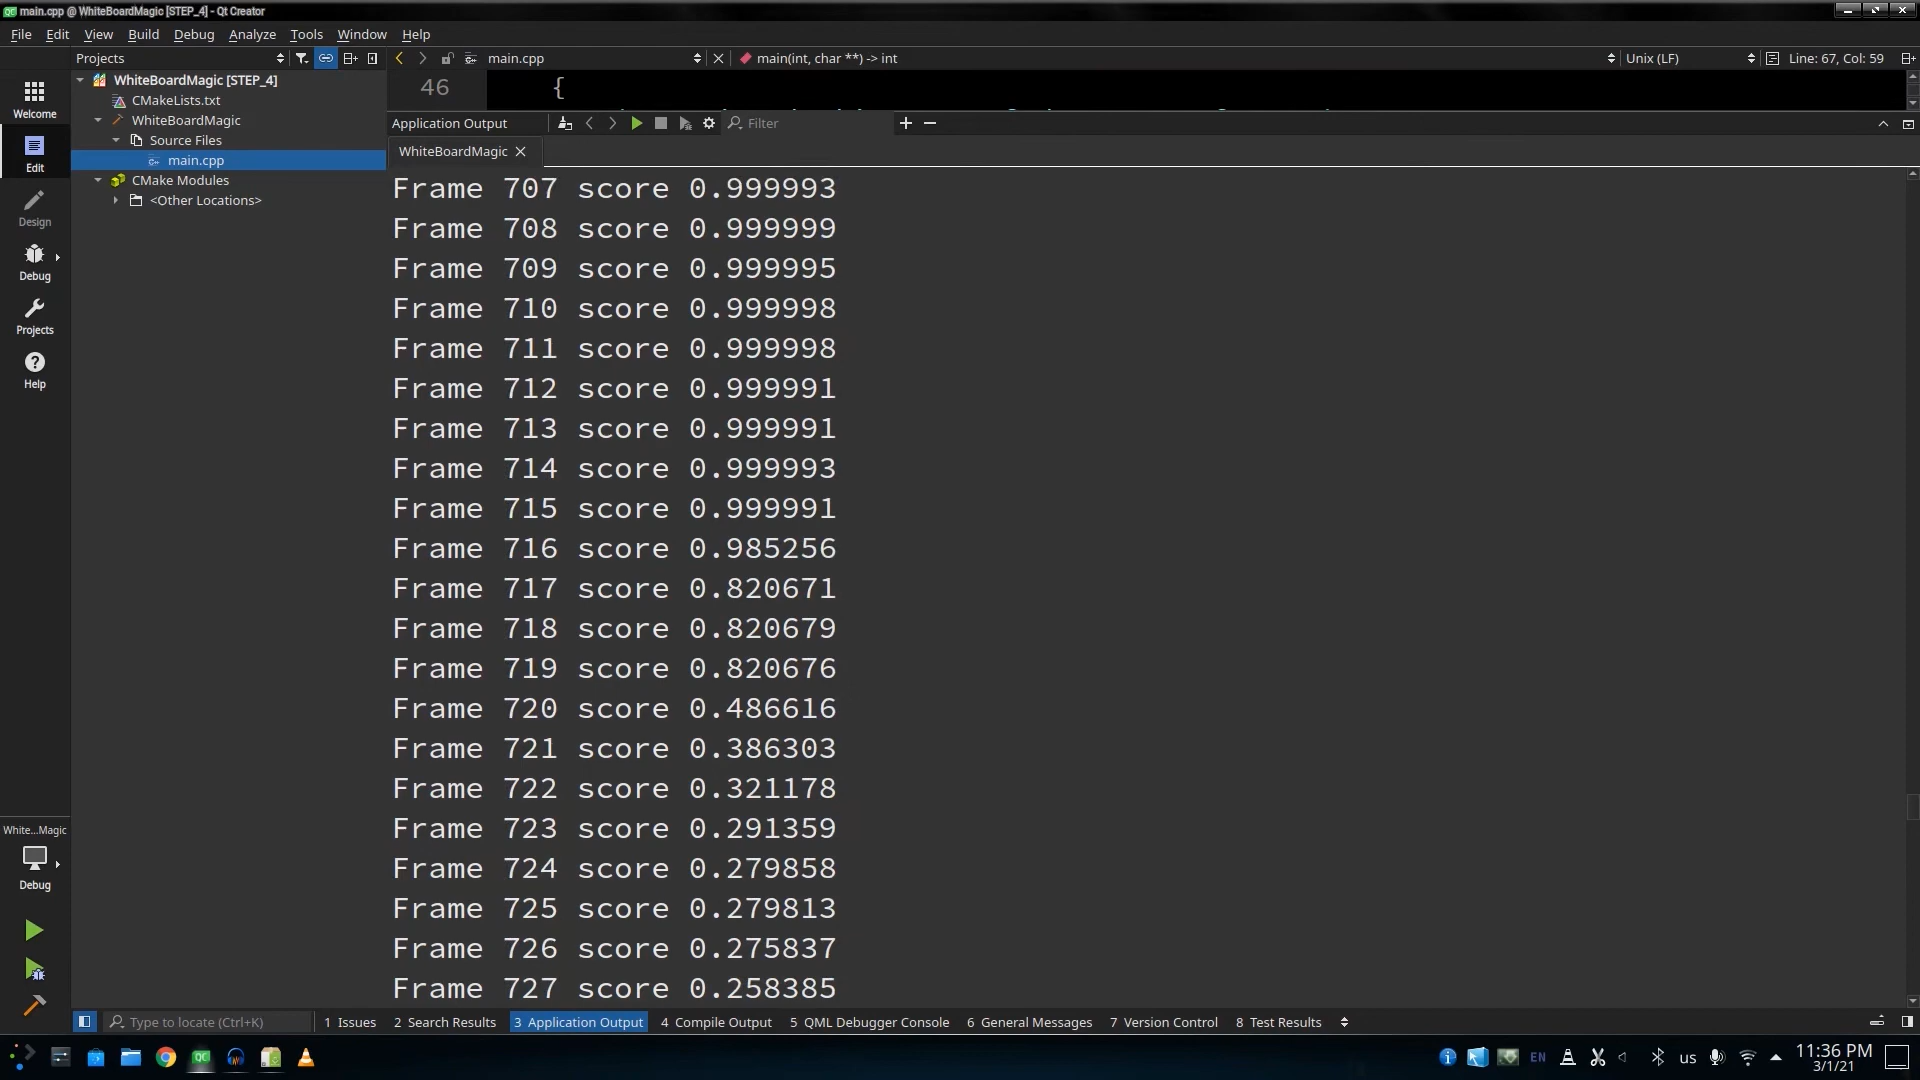 main.cpp @ WhiteBoardMagic [STEP_4] - Qt Creator
File Edit View Build Debug Tools Analyze Window Help
Projects
main.cpp
main(int, char **) -> int
Unix (LF)
Line: 67, Col: 59
WhiteBoardMagic [STEP_4]
CMakeLists.txt
WhiteBoardMagic
Source Files
main.cpp
CMake Modules
<Other Locations>
Welcome
Edit
Design
Debug
Projects
Help
46 {
Application Output
Filter
WhiteBoardMagic
Frame 707 score 0.999993
Frame 708 score 0.999999
Frame 709 score 0.999995
Frame 710 score 0.999998
Frame 711 score 0.999998
Frame 712 score 0.999991
Frame 713 score 0.999991
Frame 714 score 0.999993
Frame 715 score 0.999991
Frame 716 score 0.985256
Frame 717 score 0.820671
Frame 718 score 0.820679
Frame 719 score 0.820676
Frame 720 score 0.486616
Frame 721 score 0.386303
Frame 722 score 0.321178
Frame 723 score 0.291359
Frame 724 score 0.279858
Frame 725 score 0.279813
Frame 726 score 0.275837
Frame 727 score 0.258385
White...Magic
Debug
Type to locate (Ctrl+K)
1 Issues
2 Search Results
3 Application Output
4 Compile Output
5 QML Debugger Console
6 General Messages
7 Version Control
8 Test Results
EN
us
11:36 PM
3/1/21